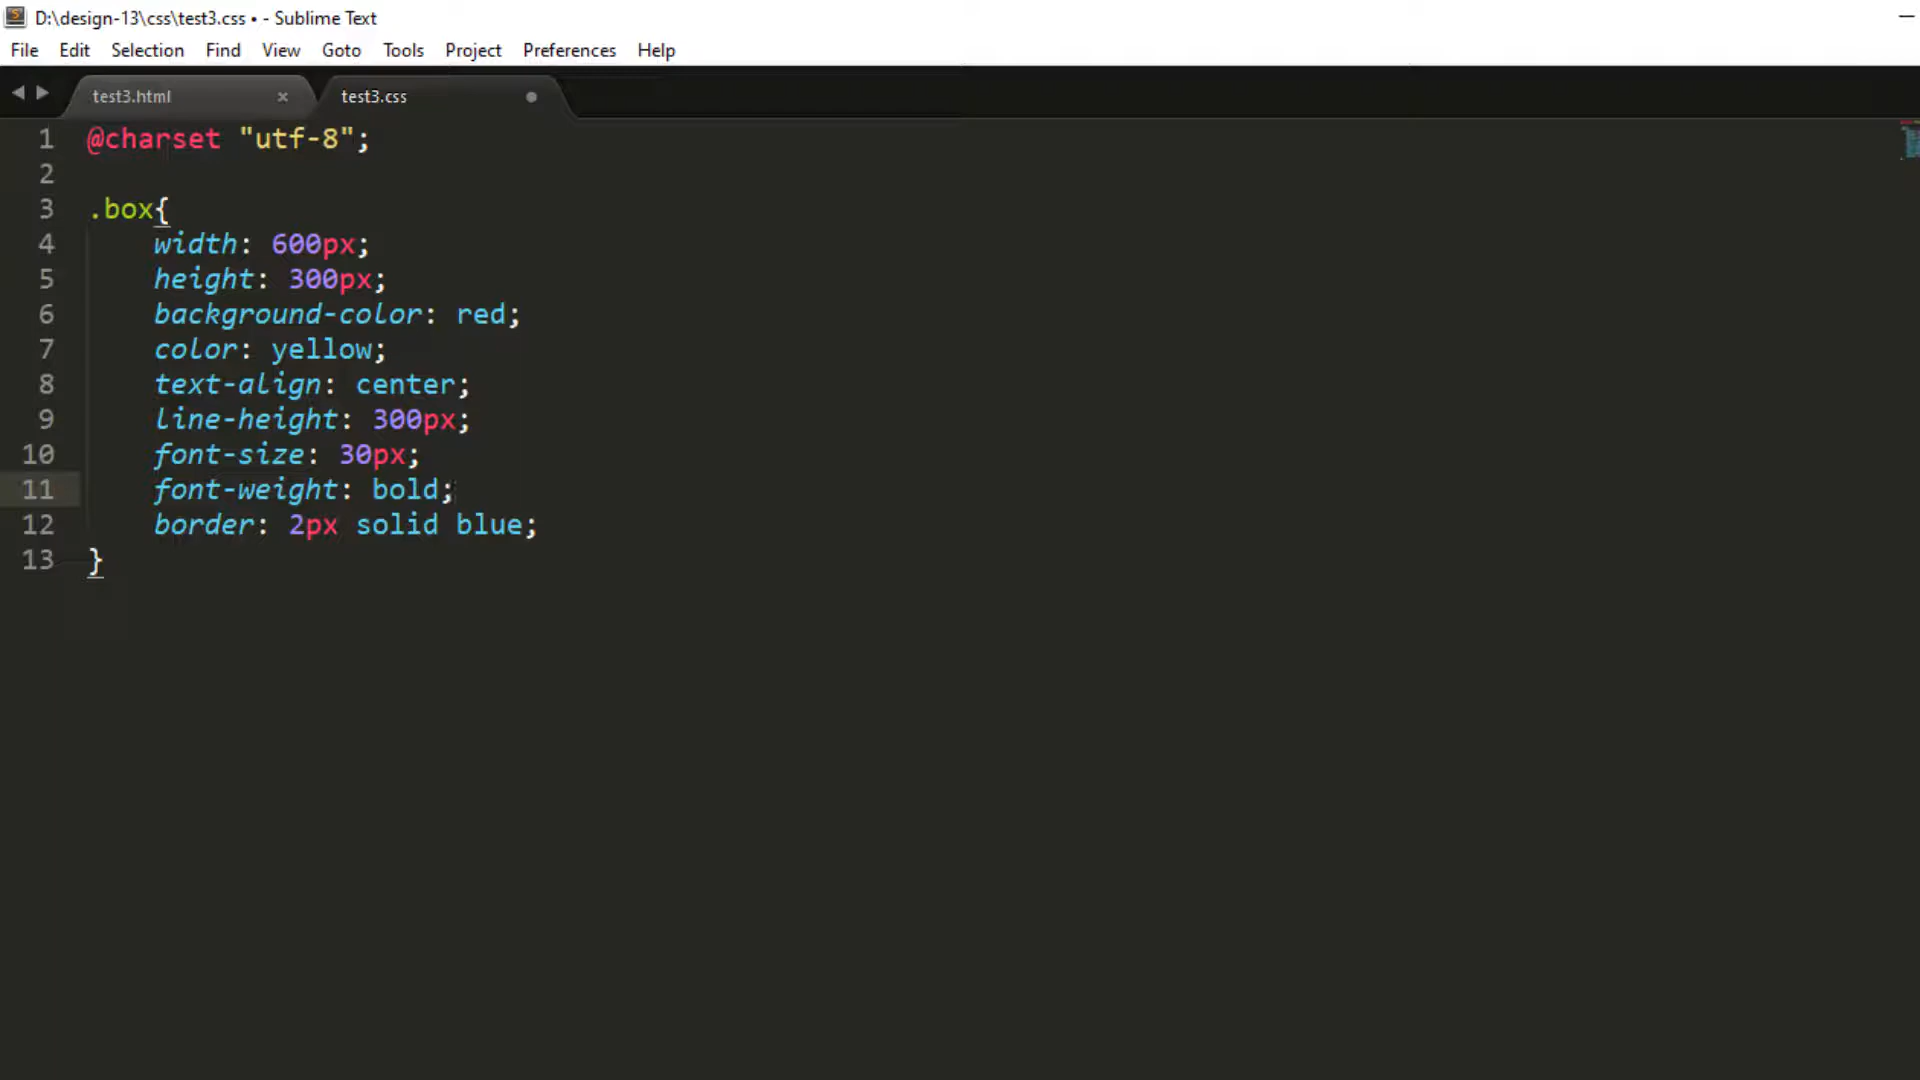 D:\design-13\css\test3.css • - Sublime Text
File Edit Selection Find View Goto Tools Project Preferences Help
test3.html × test3.css
1 @charset "utf-8";
2
3 .box{
4 width: 600px;
5 height: 300px;
6 background-color: red;
7 color: yellow;
8 text-align: center;
9 line-height: 300px;
10 font-size: 30px;
11 font-weight: bold;
12 border: 2px solid blue;
13 }